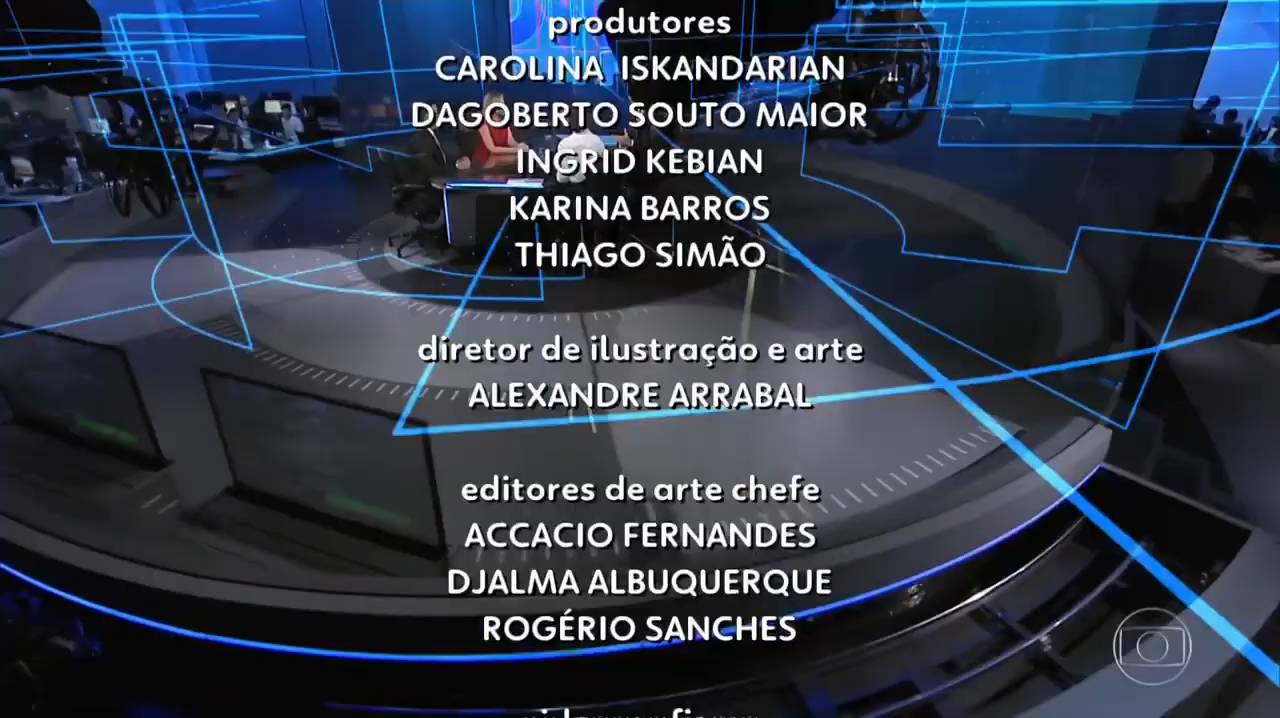 produtores
CAROLINA ISKANDARIAN
DAGOBERTO SOUTO MAIOR
INGRID KEBIAN
KARINA BARROS
THIAGO SIMÃO
diretor de ilustração e arte
ALEXANDRE ARRABAL
editores de arte chefe
ACCACIO FERNANDES
DJALMA ALBUQUERQUE
ROGÉRIO SANCHES